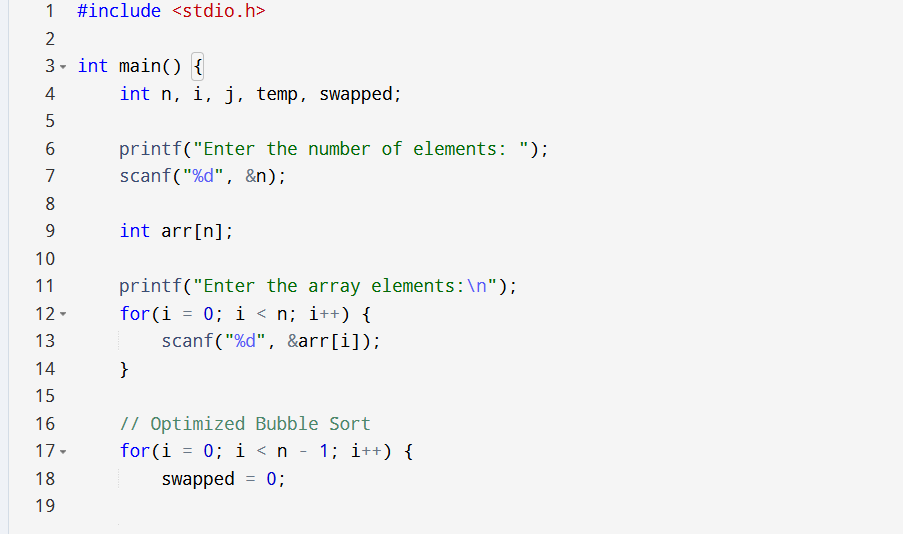 1 #include <stdio.h>
2
3 int main() {
4     int n, i, j, temp, swapped;
5
6     printf("Enter the number of elements: ");
7     scanf("%d", &n);
8
9     int arr[n];
10
11     printf("Enter the array elements:\n");
12     for(i = 0; i < n; i++) {
13         scanf("%d", &arr[i]);
14     }
15
16     // Optimized Bubble Sort
17     for(i = 0; i < n - 1; i++) {
18         swapped = 0;
19